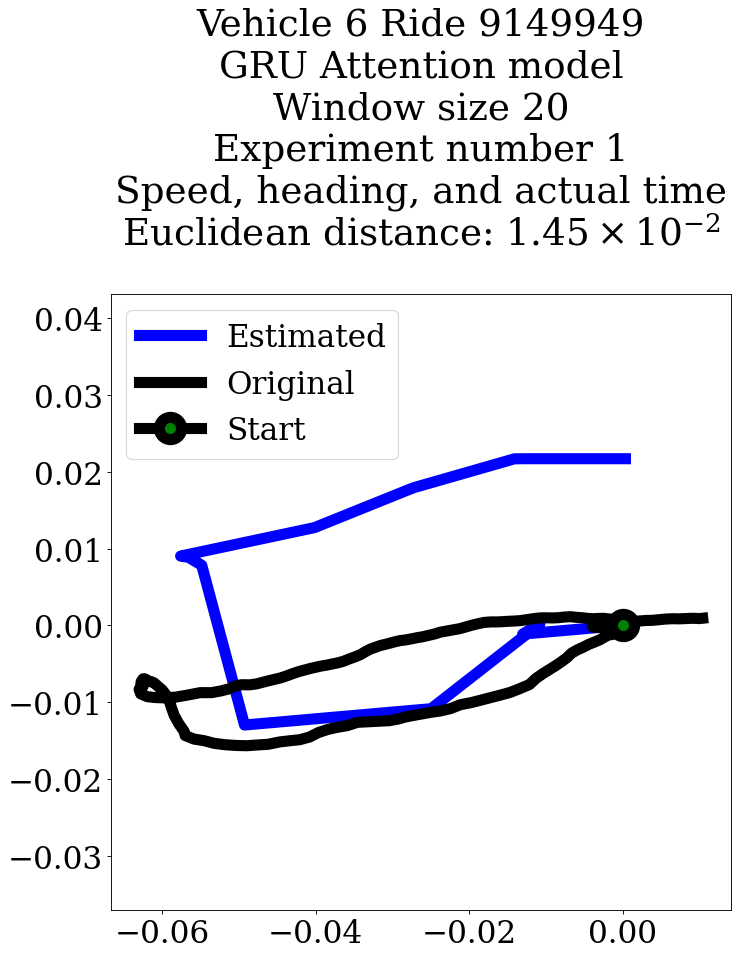 Vehicle 6 Ride 9149949
GRU Attention model
Window size 20
Experiment number 1
Speed, heading, and actual time
Euclidean distance: 1.45 × 10⁻²
Estimated
Original
Start
0.04
0.03
0.02
0.01
0.00
−0.01
−0.02
−0.03
−0.06 −0.04 −0.02 0.00